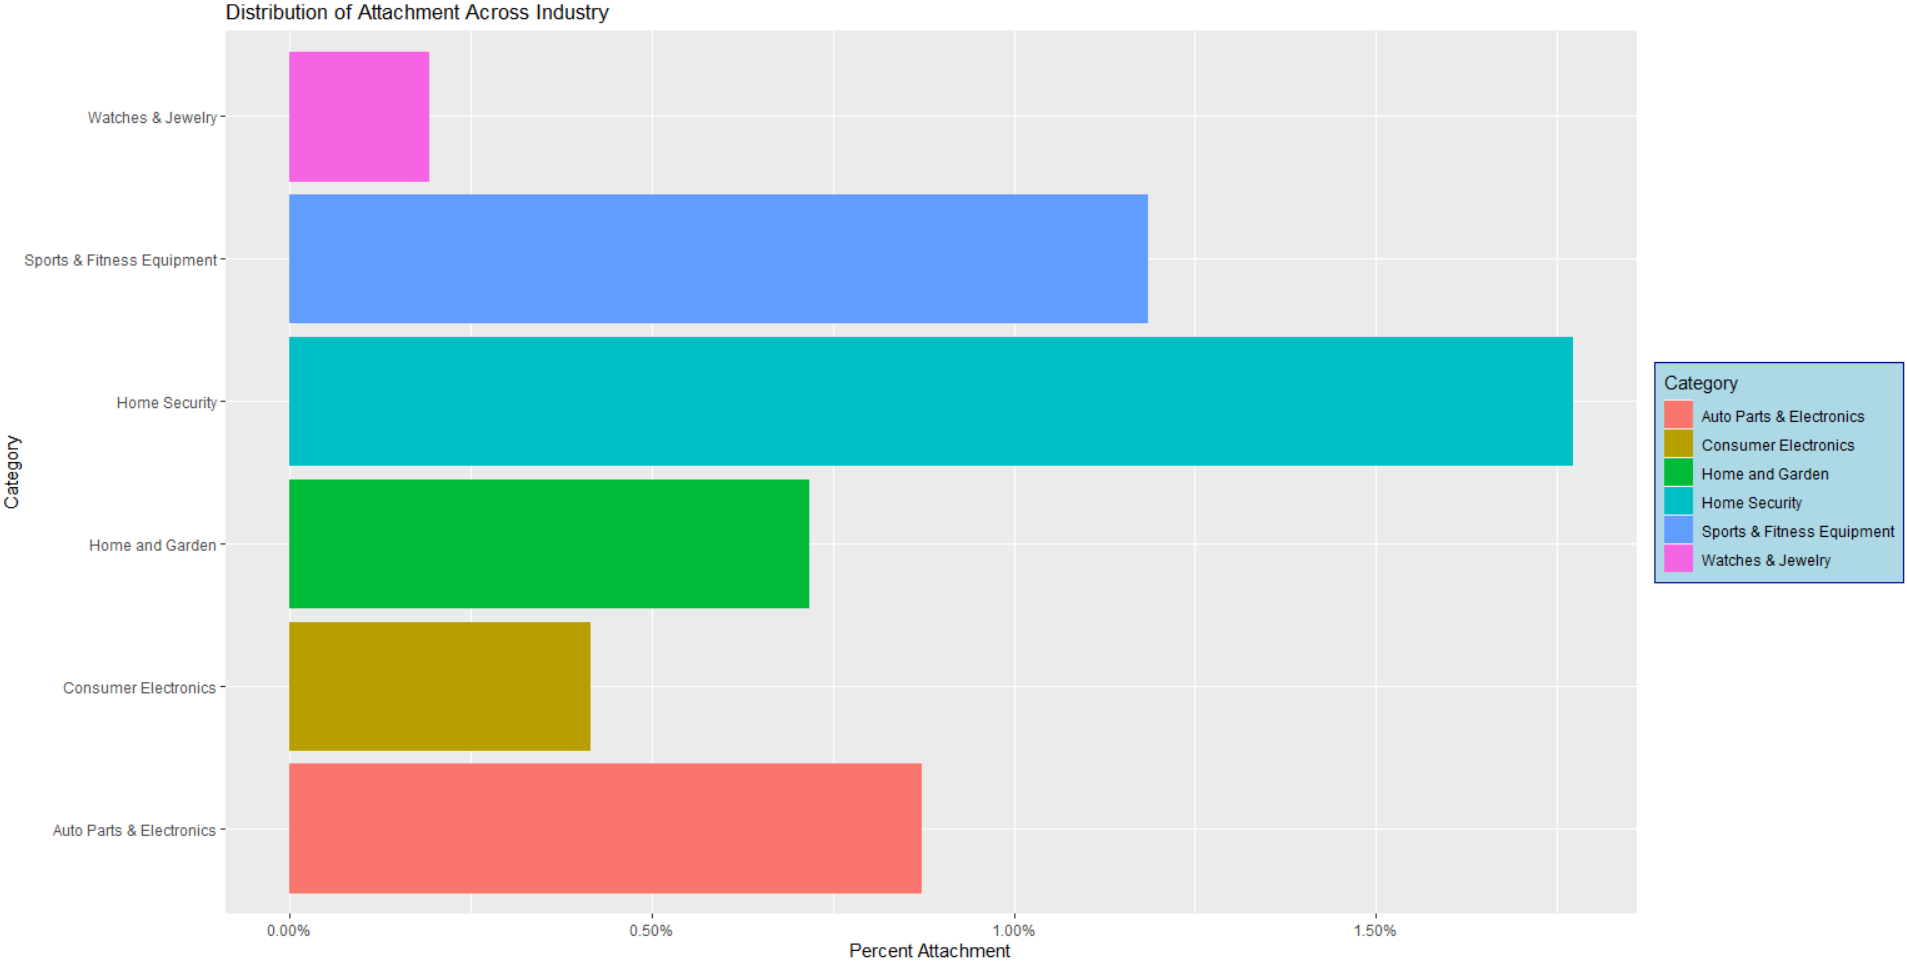 Distribution of Attachment Across Industry
Category
Watches & Jewelry
Sports & Fitness Equipment
Home Security
Home and Garden
Consumer Electronics
Auto Parts & Electronics
0.00%
0.50%
1.00%
1.50%
Percent Attachment
Category
Auto Parts & Electronics
Consumer Electronics
Home and Garden
Home Security
Sports & Fitness Equipment
Watches & Jewelry